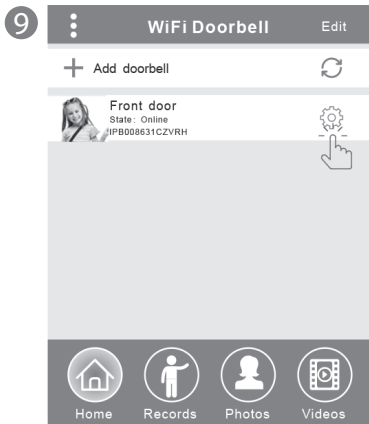 9
WiFi Doorbell Edit
Add doorbell
Front door
State: Online
IPB008631CZVRH
Home Records Photos Videos